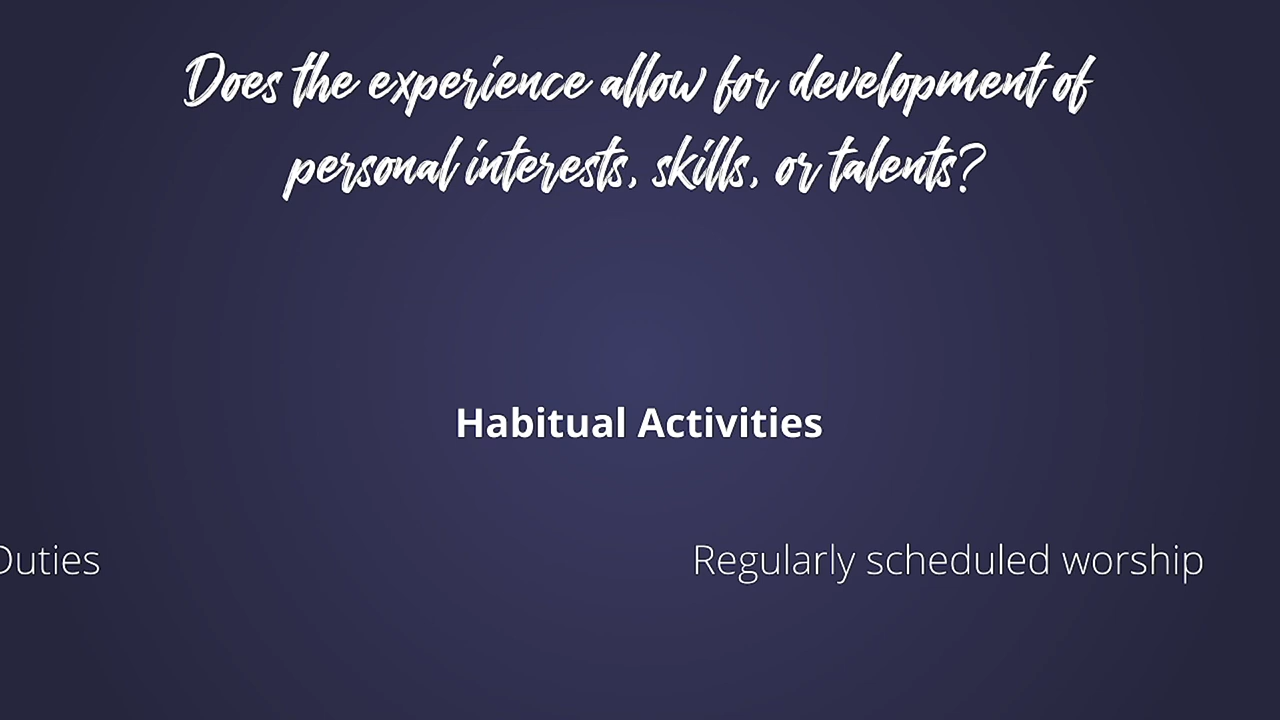 Does the experience allow for development of
personal interests, skills, or talents?
Habitual Activities
Duties
Regularly scheduled worship